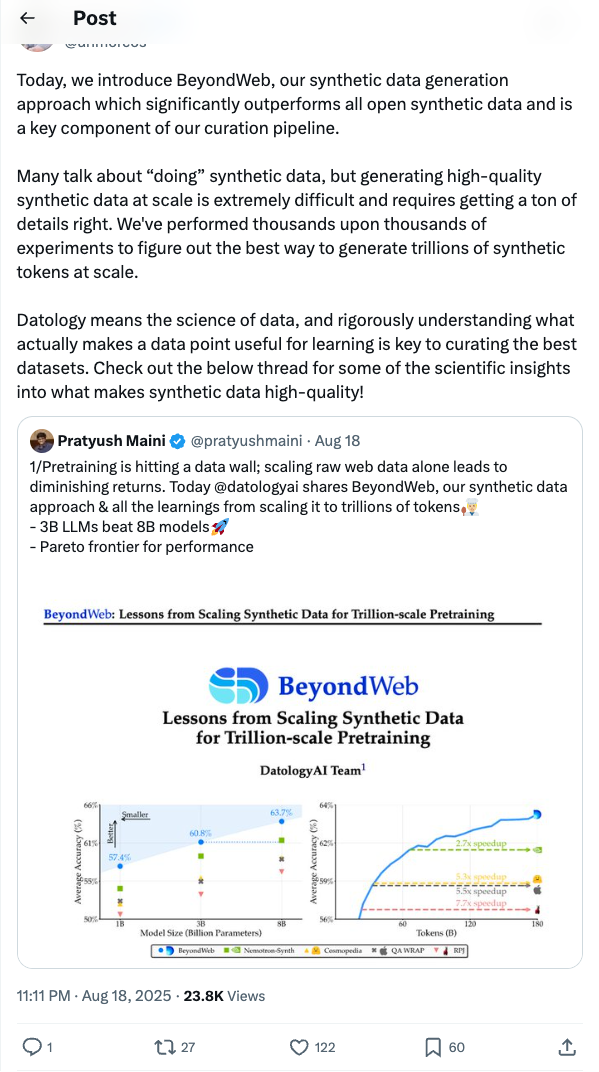 Post
Today, we introduce BeyondWeb, our synthetic data generation
approach which significantly outperforms all open synthetic data and is
a key component of our curation pipeline.
Many talk about “doing” synthetic data, but generating high-quality
synthetic data at scale is extremely difficult and requires getting a ton of
details right. We've performed thousands upon thousands of
experiments to figure out the best way to generate trillions of synthetic
tokens at scale.
Datology means the science of data, and rigorously understanding what
actually makes a data point useful for learning is key to curating the best
datasets. Check out the below thread for some of the scientific insights
into what makes synthetic data high-quality!
Pratyush Maini @pratyushmaini · Aug 18
1/Pretraining is hitting a data wall; scaling raw web data alone leads to
diminishing returns. Today @datologyai shares BeyondWeb, our synthetic data
approach & all the learnings from scaling it to trillions of tokens
- 3B LLMs beat 8B models🚀
- Pareto frontier for performance
BeyondWeb: Lessons from Scaling Synthetic Data for Trillion-scale Pretraining
BeyondWeb
Lessons from Scaling Synthetic Data
for Trillion-scale Pretraining
DatologyAI Team¹
Average Accuracy (%)
66%
61%
50%
Better
Smaller
57.4%
60.8%
63.7%
1B
3B
8B
Model Size (Billion Parameters)
Average Accuracy (%)
64%
62%
59%
56%
2.7x speedup
5.3x speedup
5.5x speedup
7.7x speedup
60
120
180
Tokens (B)
BeyondWeb Nemotron-Synth Cosmopedia QA WRAP RPJ
11:11 PM · Aug 18, 2025 · 23.8K Views
1 27 122 60